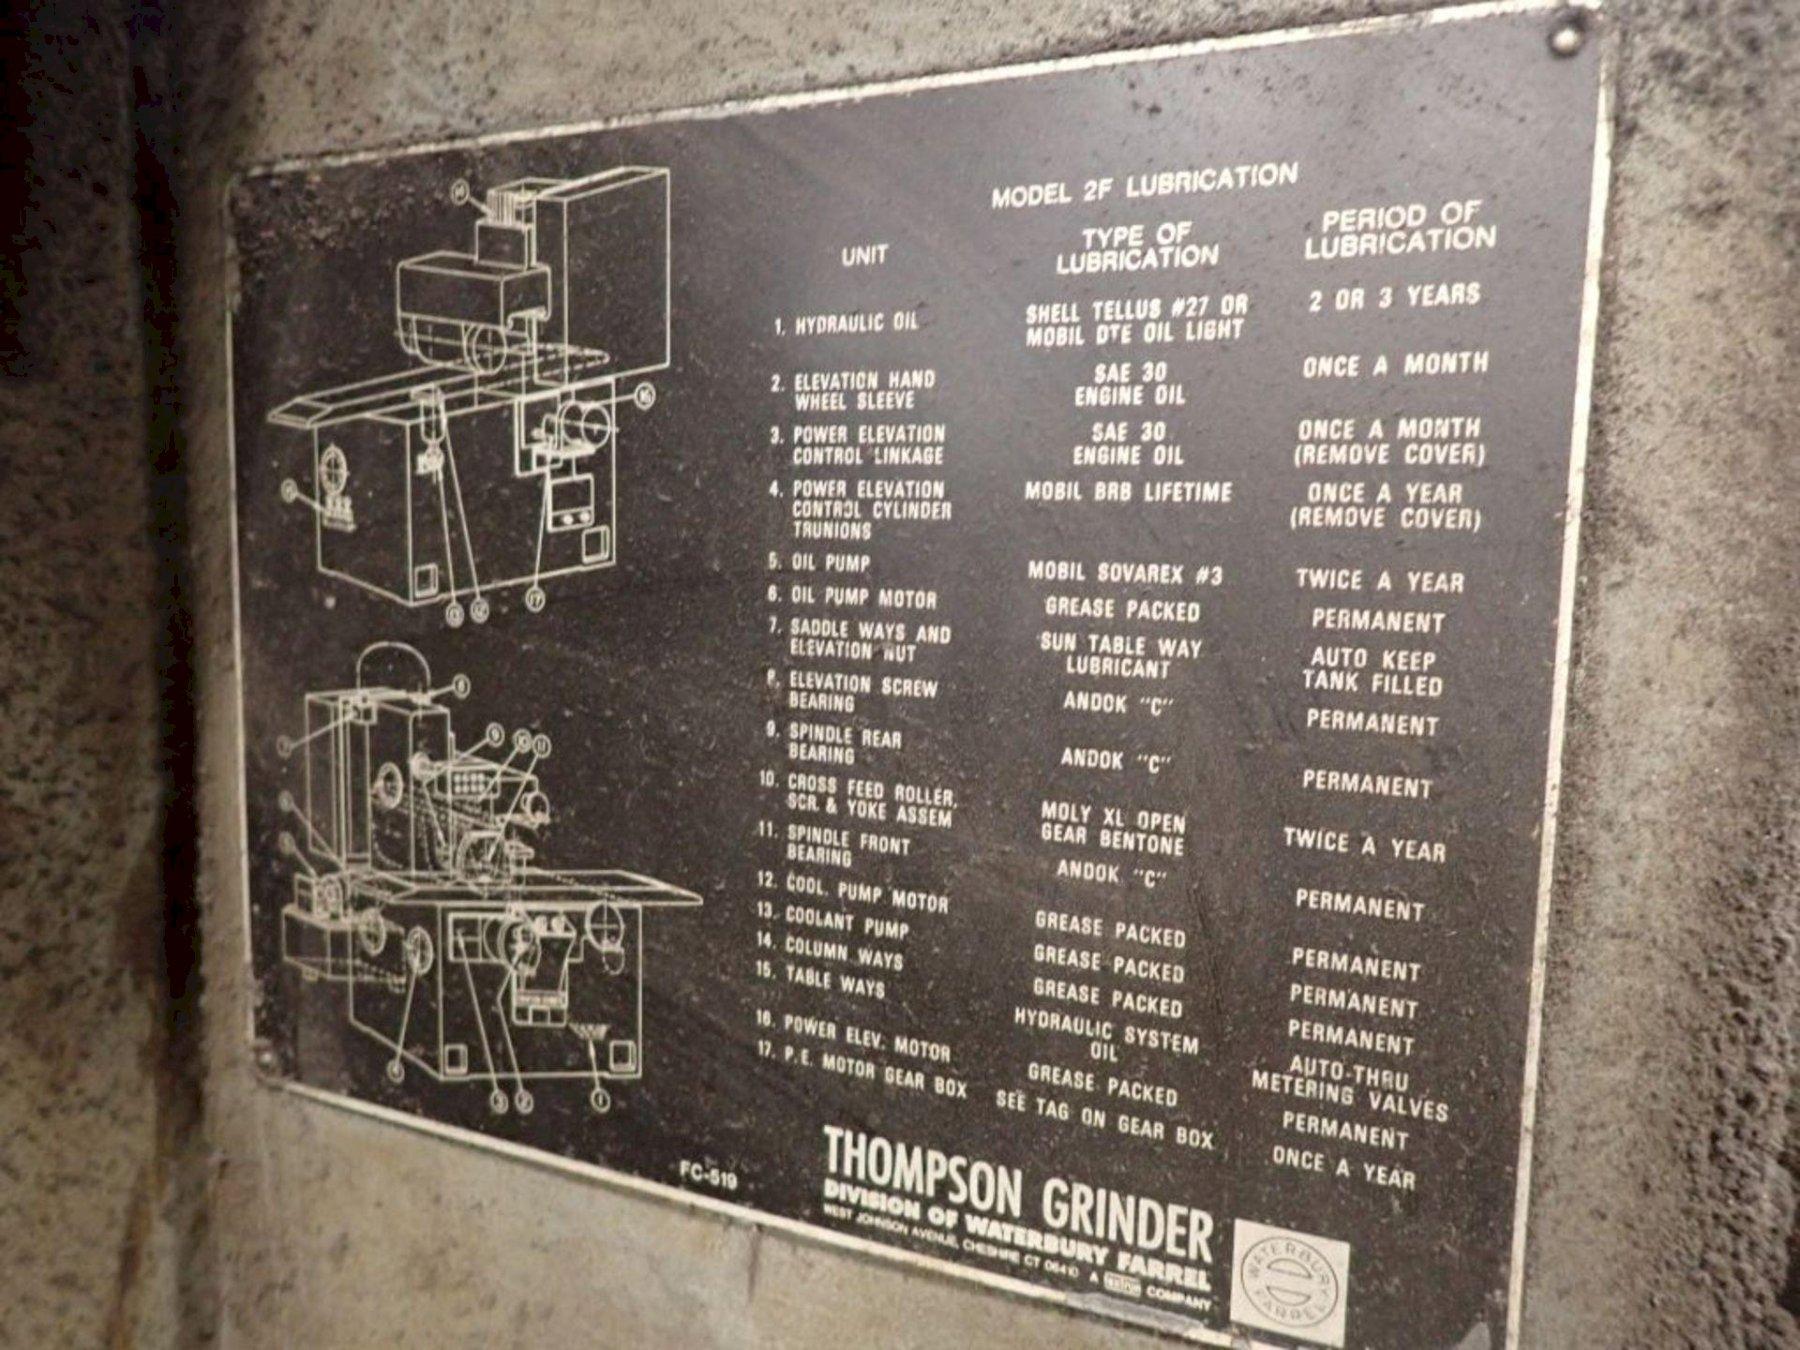 MODEL 2F LUBRICATION
UNIT TYPE OF LUBRICATION PERIOD OF LUBRICATION
1. HYDRAULIC OIL SHELL TELLUS #27 OR MOBIL DTE OIL LIGHT 2 OR 3 YEARS
2. ELEVATION HAND WHEEL SLEEVE SAE 30 ENGINE OIL ONCE A MONTH
3. POWER ELEVATION CONTROL LINKAGE SAE 30 ENGINE OIL ONCE A MONTH (REMOVE COVER)
4. POWER ELEVATION CONTROL CYLINDER TRUNIONS MOBIL BRB LIFETIME ONCE A YEAR (REMOVE COVER)
5. OIL PUMP MOBIL SOVAREX #3 TWICE A YEAR
6. OIL PUMP MOTOR GREASE PACKED PERMANENT
7. SADDLE WAYS AND ELEVATION NUT SUN TABLE WAY LUBRICANT AUTO KEEP TANK FILLED
8. ELEVATION SCREW BEARING ANDOK "C" PERMANENT
9. SPINDLE REAR BEARING ANDOK "C" PERMANENT
10. CROSS FEED ROLLER, SCR. & YOKE ASSEM MOLY XL OPEN GEAR BENTONE TWICE A YEAR
11. SPINDLE FRONT BEARING ANDOK "C" PERMANENT
12. COOL. PUMP MOTOR GREASE PACKED PERMANENT
13. COOLANT PUMP GREASE PACKED PERMANENT
14. COLUMN WAYS GREASE PACKED PERMANENT
15. TABLE WAYS HYDRAULIC SYSTEM OIL AUTO-THRU METERING VALVES
16. POWER ELEV. MOTOR GREASE PACKED PERMANENT
17. P.E. MOTOR GEAR BOX SEE TAG ON GEAR BOX ONCE A YEAR
FC-519
THOMPSON GRINDER
DIVISION OF WATERBURY FARREL
WEST JOHNSON AVENUE, CHESHIRE CT 06410 A COMPANY
WATERBURY FARREL